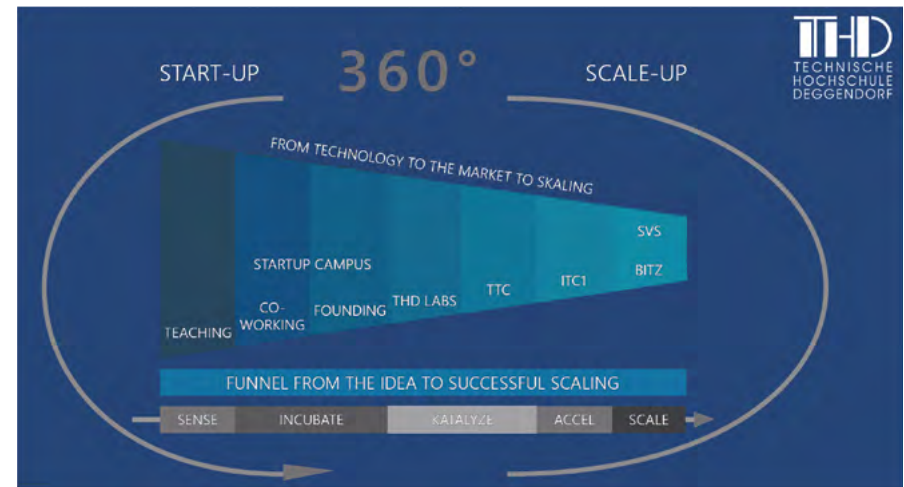 START-UP
360°
SCALE-UP
THD
TECHNISCHE
HOCHSCHULE
DEGGENDORF
FROM TECHNOLOGY TO THE MARKET TO SKALING
TEACHING
STARTUP CAMPUS
CO-
WORKING
FOUNDING
THD LABS
TTC
ITC1
SVS
BITZ
FUNNEL FROM THE IDEA TO SUCCESSFUL SCALING
SENSE INCUBATE KATALYZE ACCEL SCALE